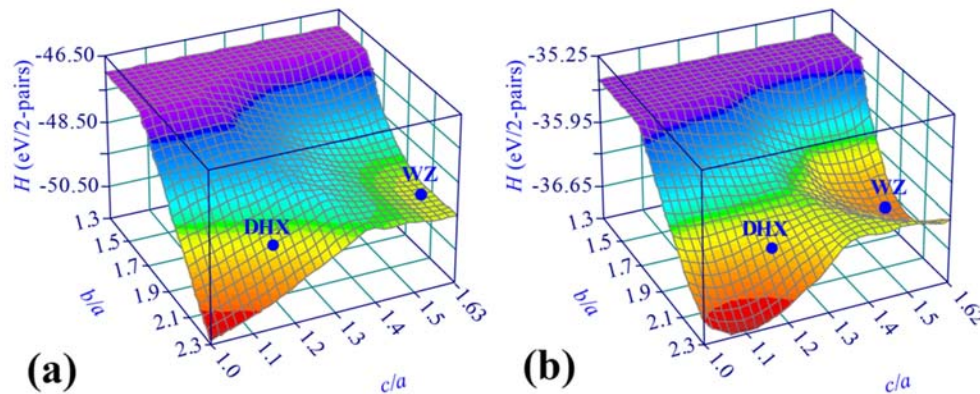 -46.50
-48.50
-50.50
H (eV/2-pairs)
1.3
1.5
1.7
1.9
2.1
2.3
b/a
1.0
1.1
1.2
1.3
1.4
1.5
1.63
c/a
DHX
WZ
(a)
-35.25
-35.95
-36.65
H (eV/2-pairs)
1.3
1.5
1.7
1.9
2.1
2.3
b/a
1.0
1.1
1.2
1.3
1.4
1.5
1.62
c/a
DHX
WZ
(b)